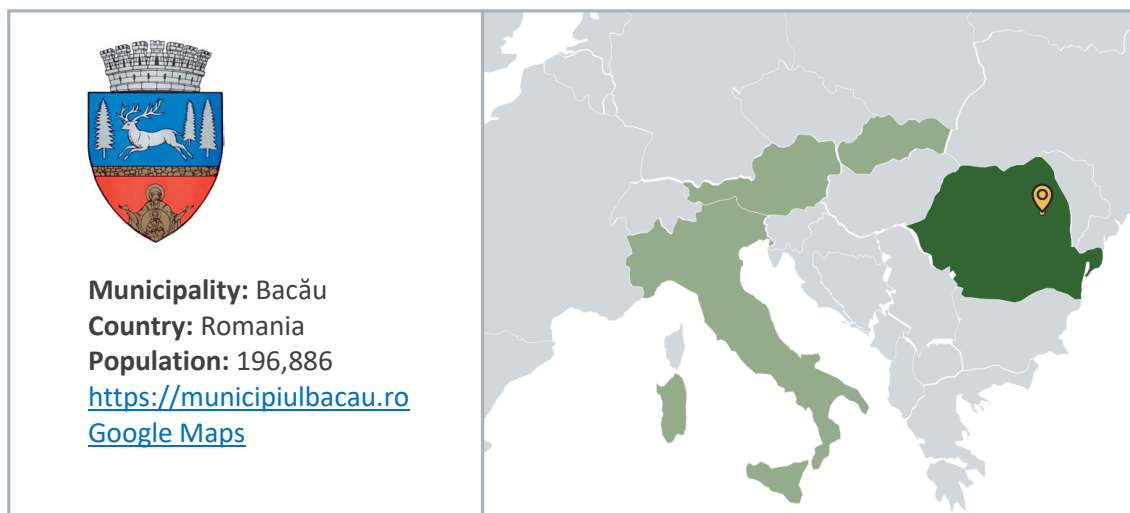 Municipality: Bacău
Country: Romania
Population: 196,886
https://municipiulbacau.ro
Google Maps